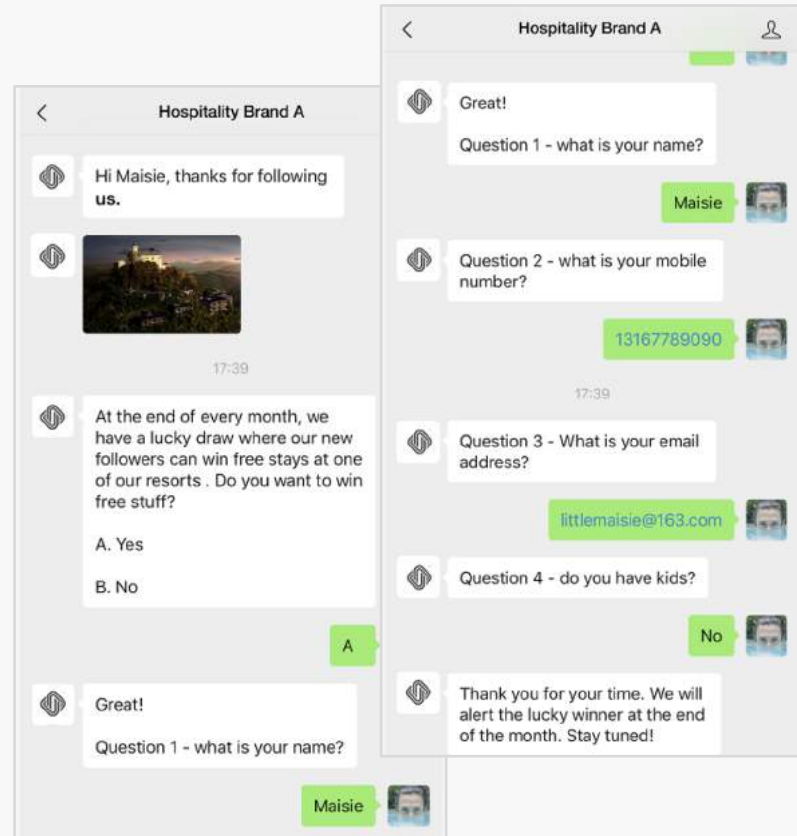 Hospitality Brand A
Hi Maisie, thanks for following
us.
17:39
At the end of every month, we
have a lucky draw where our new
followers can win free stays at one
of our resorts . Do you want to win
free stuff?
A. Yes
B. No
A
Great!
Question 1 - what is your name?
Maisie
Hospitality Brand A
Great!
Question 1 - what is your name?
Maisie
Question 2 - what is your mobile
number?
13167789090
17:39
Question 3 - What is your email
address?
littlemaisie@163.com
Question 4 - do you have kids?
No
Thank you for your time. We will
alert the lucky winner at the end
of the month. Stay tuned!